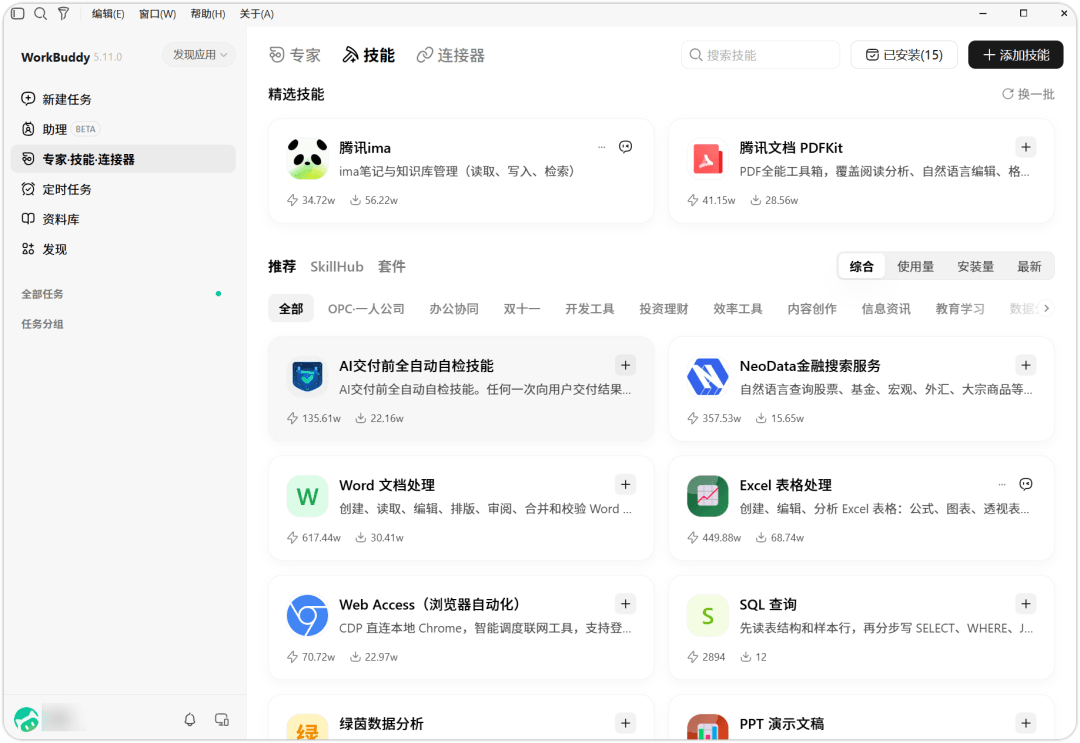 编辑(E) 窗口(W) 帮助(H) 关于(A)
WorkBuddy 5.11.0 发现应用
新建任务
助理 BETA
专家·技能·连接器
定时任务
资料库
发现
全部任务
任务分组
专家 技能 连接器
搜索技能 已安装(15) 添加技能
精选技能 换一批
腾讯ima
ima笔记与知识库管理（读取、写入、检索）
34.72w 56.22w
腾讯文档 PDFKit
PDF全能工具箱，覆盖阅读分析、自然语言编辑、格...
41.15w 28.56w
推荐 SkillHub 套件
综合 使用量 安装量 最新
全部 OPC·一人公司 办公协同 双十一 开发工具 投资理财 效率工具 内容创作 信息资讯 教育学习 数据
AI交付前全自动自检技能
AI交付前全自动自检技能。任何一次向用户交付结果...
135.61w 22.16w
NeoData金融搜索服务
自然语言查询股票、基金、宏观、外汇、大宗商品等...
357.53w 15.65w
W
Word 文档处理
创建、读取、编辑、排版、审阅、合并和校验 Word ...
617.44w 30.41w
Excel 表格处理
创建、编辑、分析 Excel 表格：公式、图表、透视表...
449.88w 68.74w
Web Access（浏览器自动化）
CDP 直连本地 Chrome，智能调度联网工具，支持登...
70.72w 22.97w
S
SQL 查询
先读表结构和样本行，再分步写 SELECT、WHERE、J...
2894 12
绿
绿茵数据分析
PPT 演示文稿